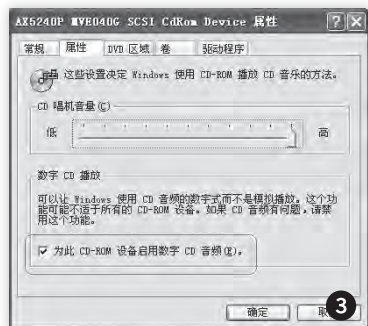 AX5240P MVE040G SCSI CdRom Device 属性
常规 属性 DVD 区域 卷 驱动程序
这些设置决定 Windows 使用 CD-ROM 播放 CD 音乐的方法。
CD 唱机音量(C)
低 高
数字 CD 播放
可以让 Windows 使用 CD 音频的数字式而不是模拟播放。这个功
能可能不适于所有的 CD-ROM 设备。如果 CD 音频有问题，请禁
用这个功能。
为此 CD-ROM 设备启用数字 CD 音频(E)。
确定 取 3